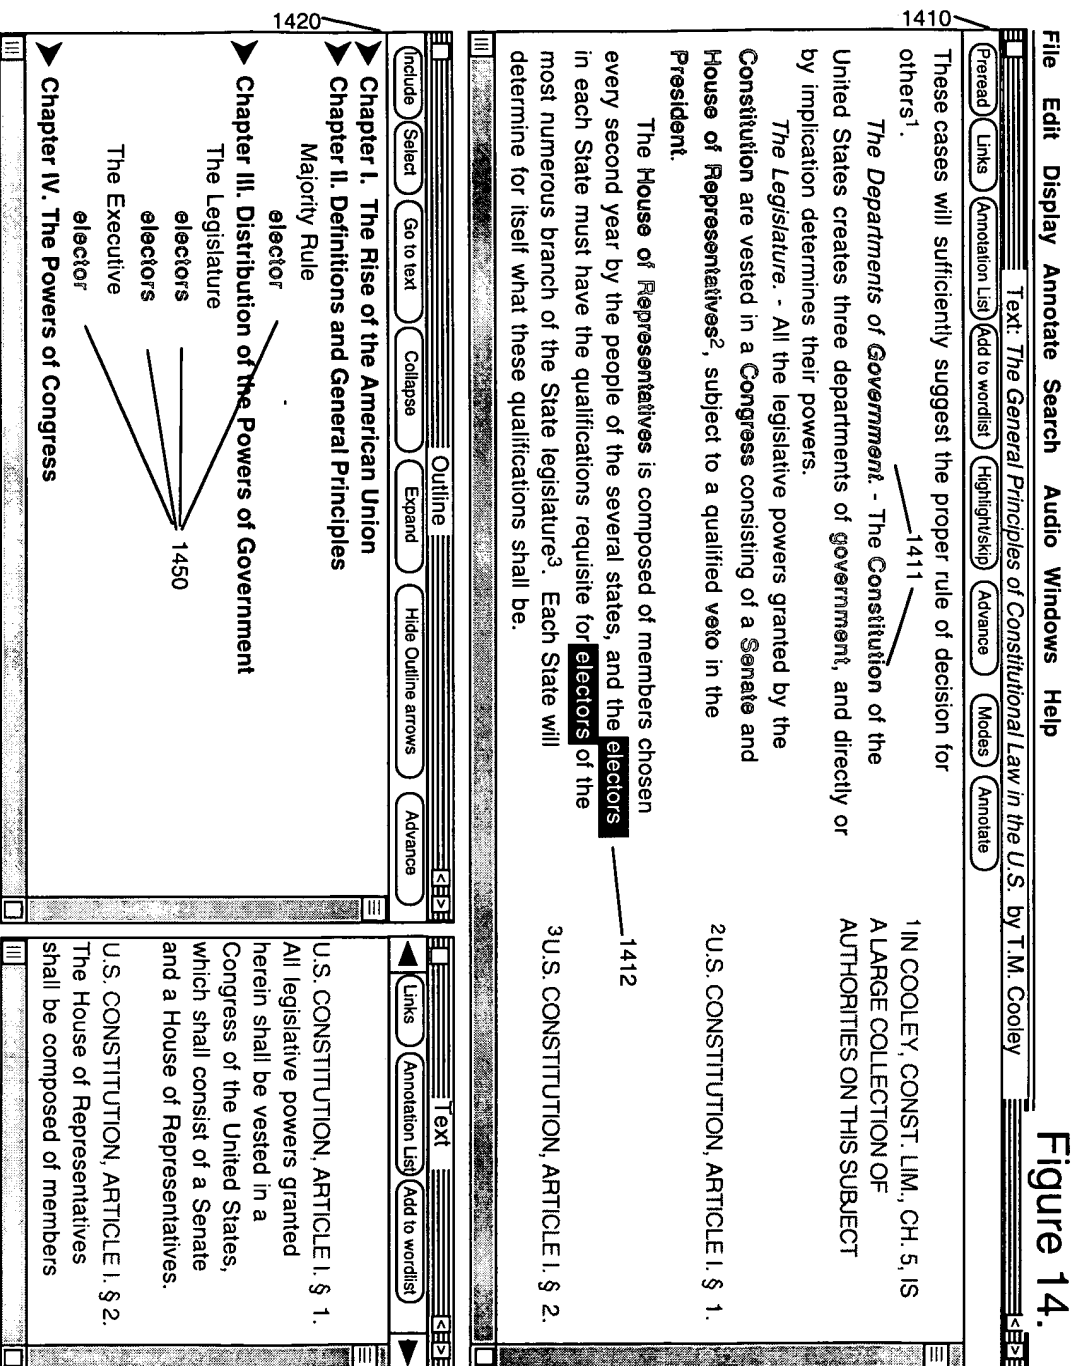 Figure 14.
File Edit Display Annotate Search Audio Windows Help
1410
Text: The General Principles of Constitutional Law in the U.S. by T.M. Cooley
Preread Links Annotation List Add to wordlist Highlight/skip Advance Modes Annotate
These cases will sufficiently suggest the proper rule of decision for
others1.
1411
The Departments of Government. - The Constitution of the
United States creates three departments of government, and directly or
by implication determines their powers.
The Legislature. - All the legislative powers granted by the
Constitution are vested in a Congress consisting of a Senate and
House of Representatives2, subject to a qualified veto in the
President.
The House of Representatives is composed of members chosen
every second year by the people of the several states, and the electors
in each State must have the qualifications requisite for electors of the
most numerous branch of the State legislature3. Each State will
determine for itself what these qualifications shall be.
1412
1IN COOLEY, CONST. LIM., CH. 5, IS
A LARGE COLLECTION OF
AUTHORITIES ON THIS SUBJECT
2U.S. CONSTITUTION, ARTICLE I. § 1.
3U.S. CONSTITUTION, ARTICLE I. § 2.
1420
Outline
Include Select Go to text Collapse Expand Hide Outline arrows Advance
Chapter I. The Rise of the American Union
Chapter II. Definitions and General Principles
Majority Rule
elector
Chapter III. Distribution of the Powers of Government
The Legislature
electors
electors
The Executive
elector
Chapter IV. The Powers of Congress
1450
Text
Links Annotation List Add to wordlist
U.S. CONSTITUTION, ARTICLE I. § 1.
All legislative powers granted
herein shall be vested in a
Congress of the United States,
which shall consist of a Senate
and a House of Representatives.
U.S. CONSTITUTION, ARTICLE I. § 2.
The House of Representatives
shall be composed of members